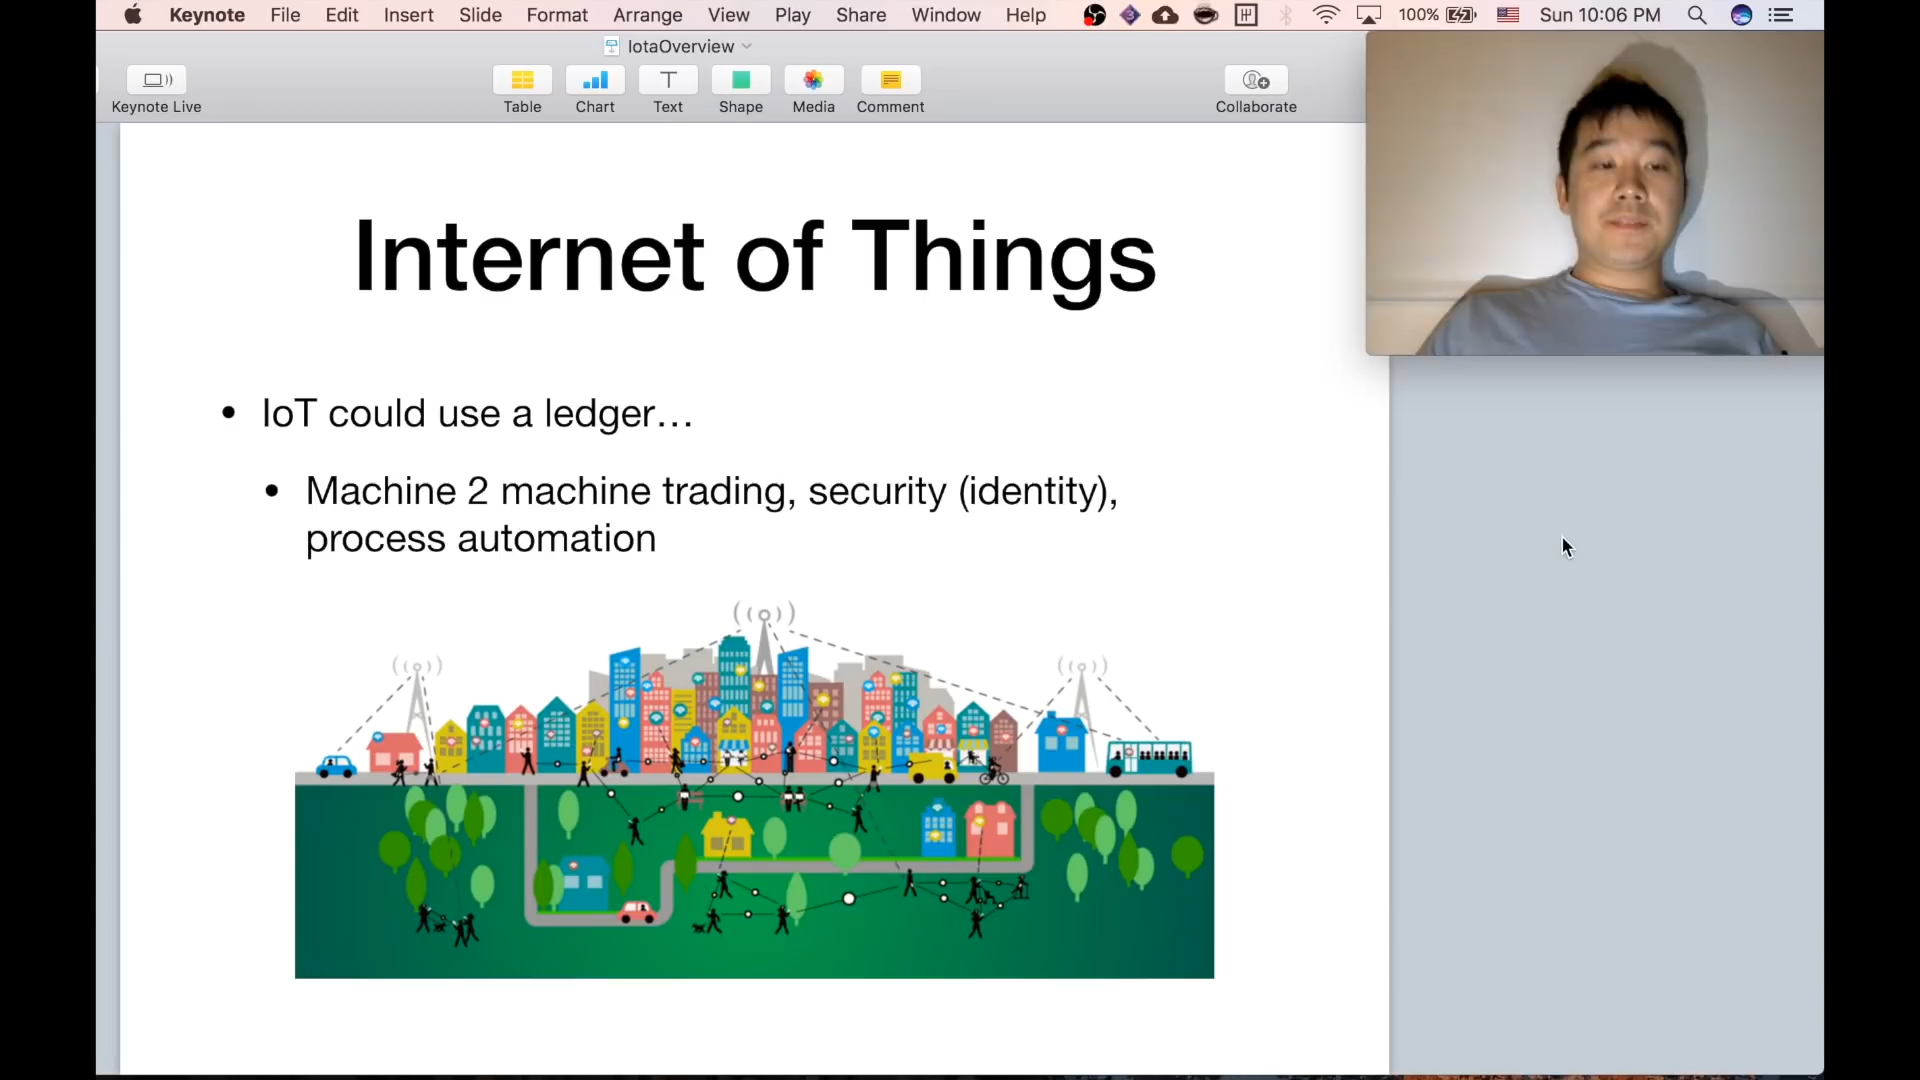 Keynote File Edit Insert Slide Format Arrange View Play Share Window Help 3 100% Sun 10:06 PM
IotaOverview
Keynote Live Table Chart Text Shape Media Comment Collaborate
Internet of Things
• IoT could use a ledger…
• Machine 2 machine trading, security (identity),
process automation